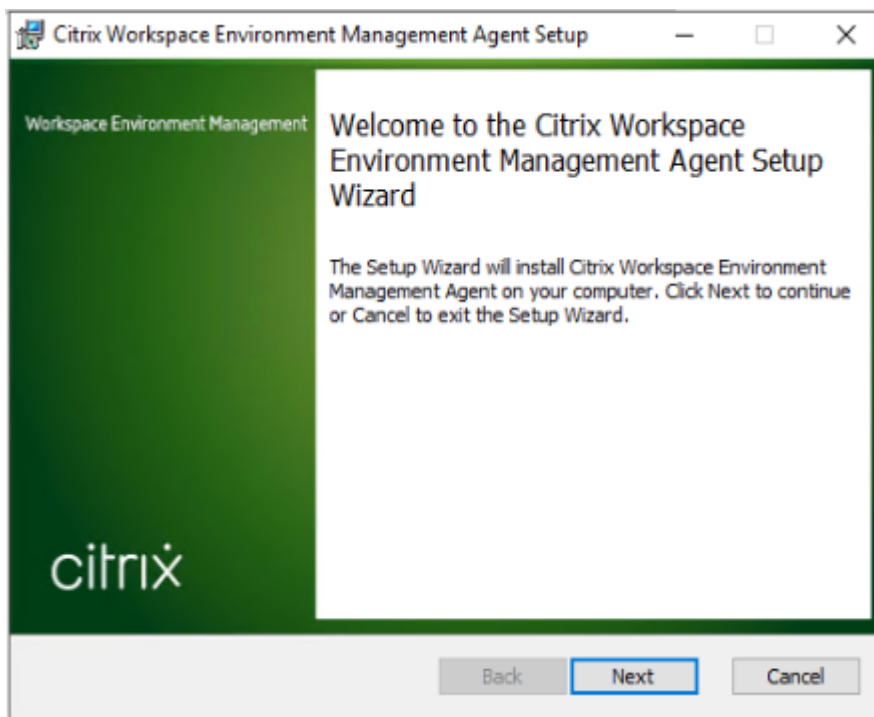 Citrix Workspace Environment Management Agent Setup
Workspace Environment Management
Welcome to the Citrix Workspace
Environment Management Agent Setup
Wizard
The Setup Wizard will install Citrix Workspace Environment
Management Agent on your computer. Click Next to continue
or Cancel to exit the Setup Wizard.
citrix
Back
Next
Cancel